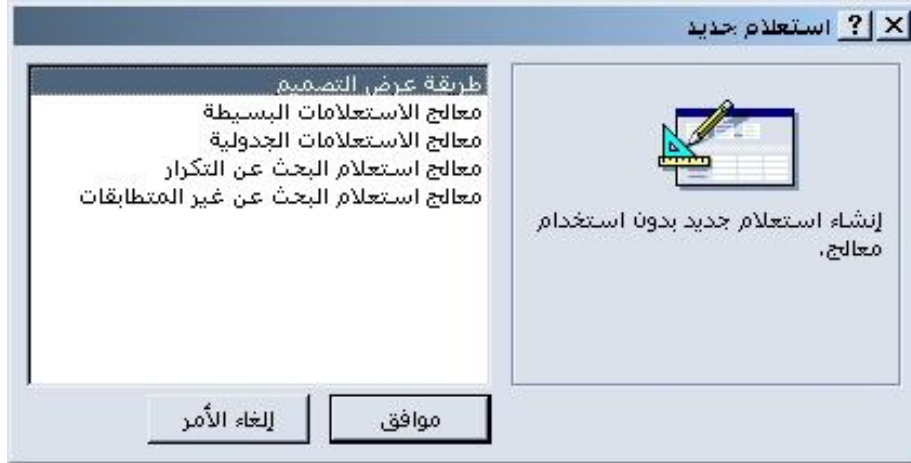 استعلام جديد
طريقة عرض التصميم
معالج الاستعلامات البسيطة
معالج الاستعلامات الجدولية
معالج استعلام البحث عن التكرار
معالج استعلام البحث عن غير المتطابقات
إنشاء استعلام جديد بدون استخدام
معالج.
موافق
إلغاء الأمر